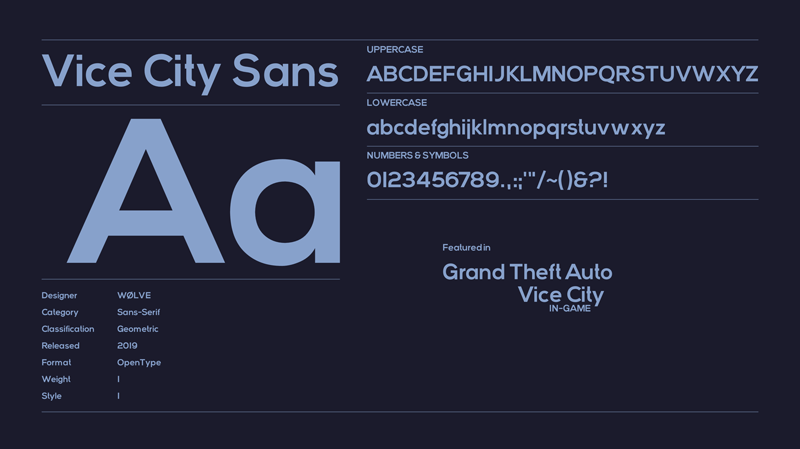 Vice City Sans
Aa
Designer WØLVE
Category Sans-Serif
Classification Geometric
Released 2019
Format OpenType
Weight 1
Style 1
UPPERCASE
ABCDEFGHIJKLMNOPQRSTUVWXYZ
LOWERCASE
abcdefghijklmnopqrstuvwxyz
NUMBERS & SYMBOLS
0123456789.,:;'"/~()&?!
Featured in
Grand Theft Auto
Vice City
IN-GAME